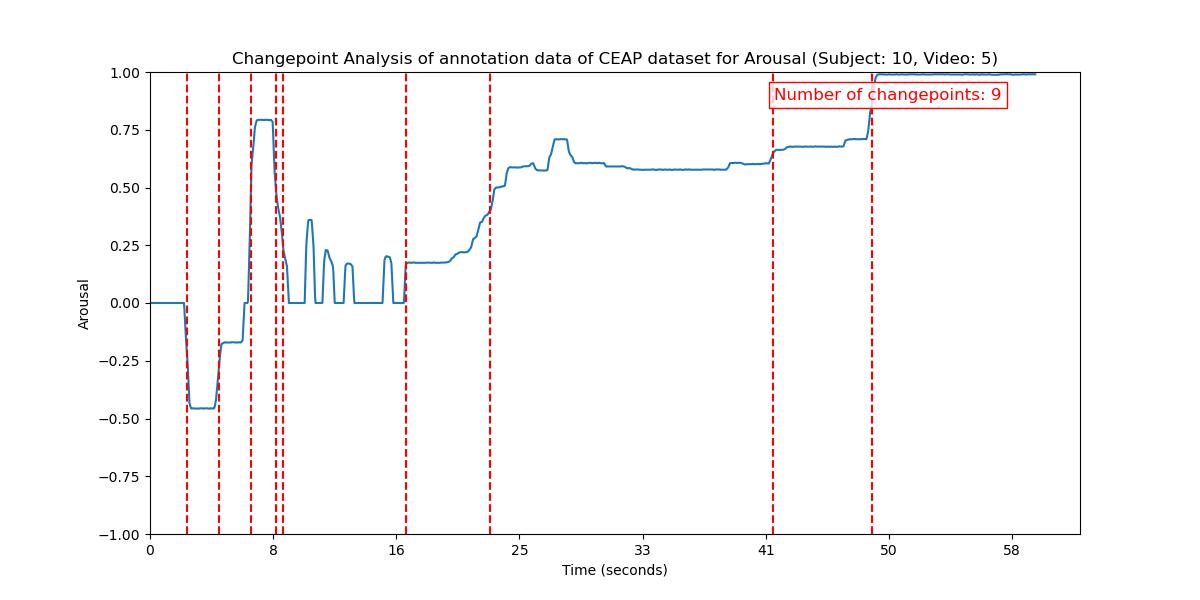 Changepoint Analysis of annotation data of CEAP dataset for Arousal (Subject: 10, Video: 5)
Number of changepoints: 9
Arousal
1.00
0.75
0.50
0.25
0.00
−0.25
−0.50
−0.75
−1.00
0 8 16 25 33 41 50 58
Time (seconds)